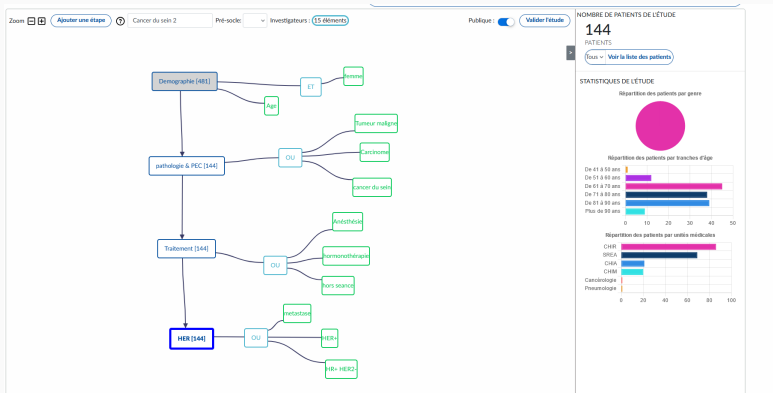 Zoom
Ajouter une étape
?
Cancer du sein 2
Pré-socle:
Investigateurs :
15 éléments
Publique :
Valider l'étude
NOMBRE DE PATIENTS DE L'ÉTUDE
144
PATIENTS
Tous
Voir la liste des patients
>
STATISTIQUES DE L'ÉTUDE
Répartition des patients par genre
Répartition des patients par tranches d'âge
De 41 à 50 ans
De 51 à 60 ans
De 61 à 70 ans
De 71 à 80 ans
De 81 à 90 ans
Plus de 90 ans
0 10 20 30 40 50
Répartition des patients par unités médicales
CHIR
SREA
CHIA
CHIM
Cancérologie
Pneumologie
0 20 40 60 80 100
Demographie [481]
ET
femme
Age
pathologie & PEC [144]
OU
Tumeur maligne
Carcinome
cancer du sein
Traitement [144]
OU
Anésthésie
hormonothérapie
hors seance
HER [144]
OU
metastase
HER+
HR+ HER2-